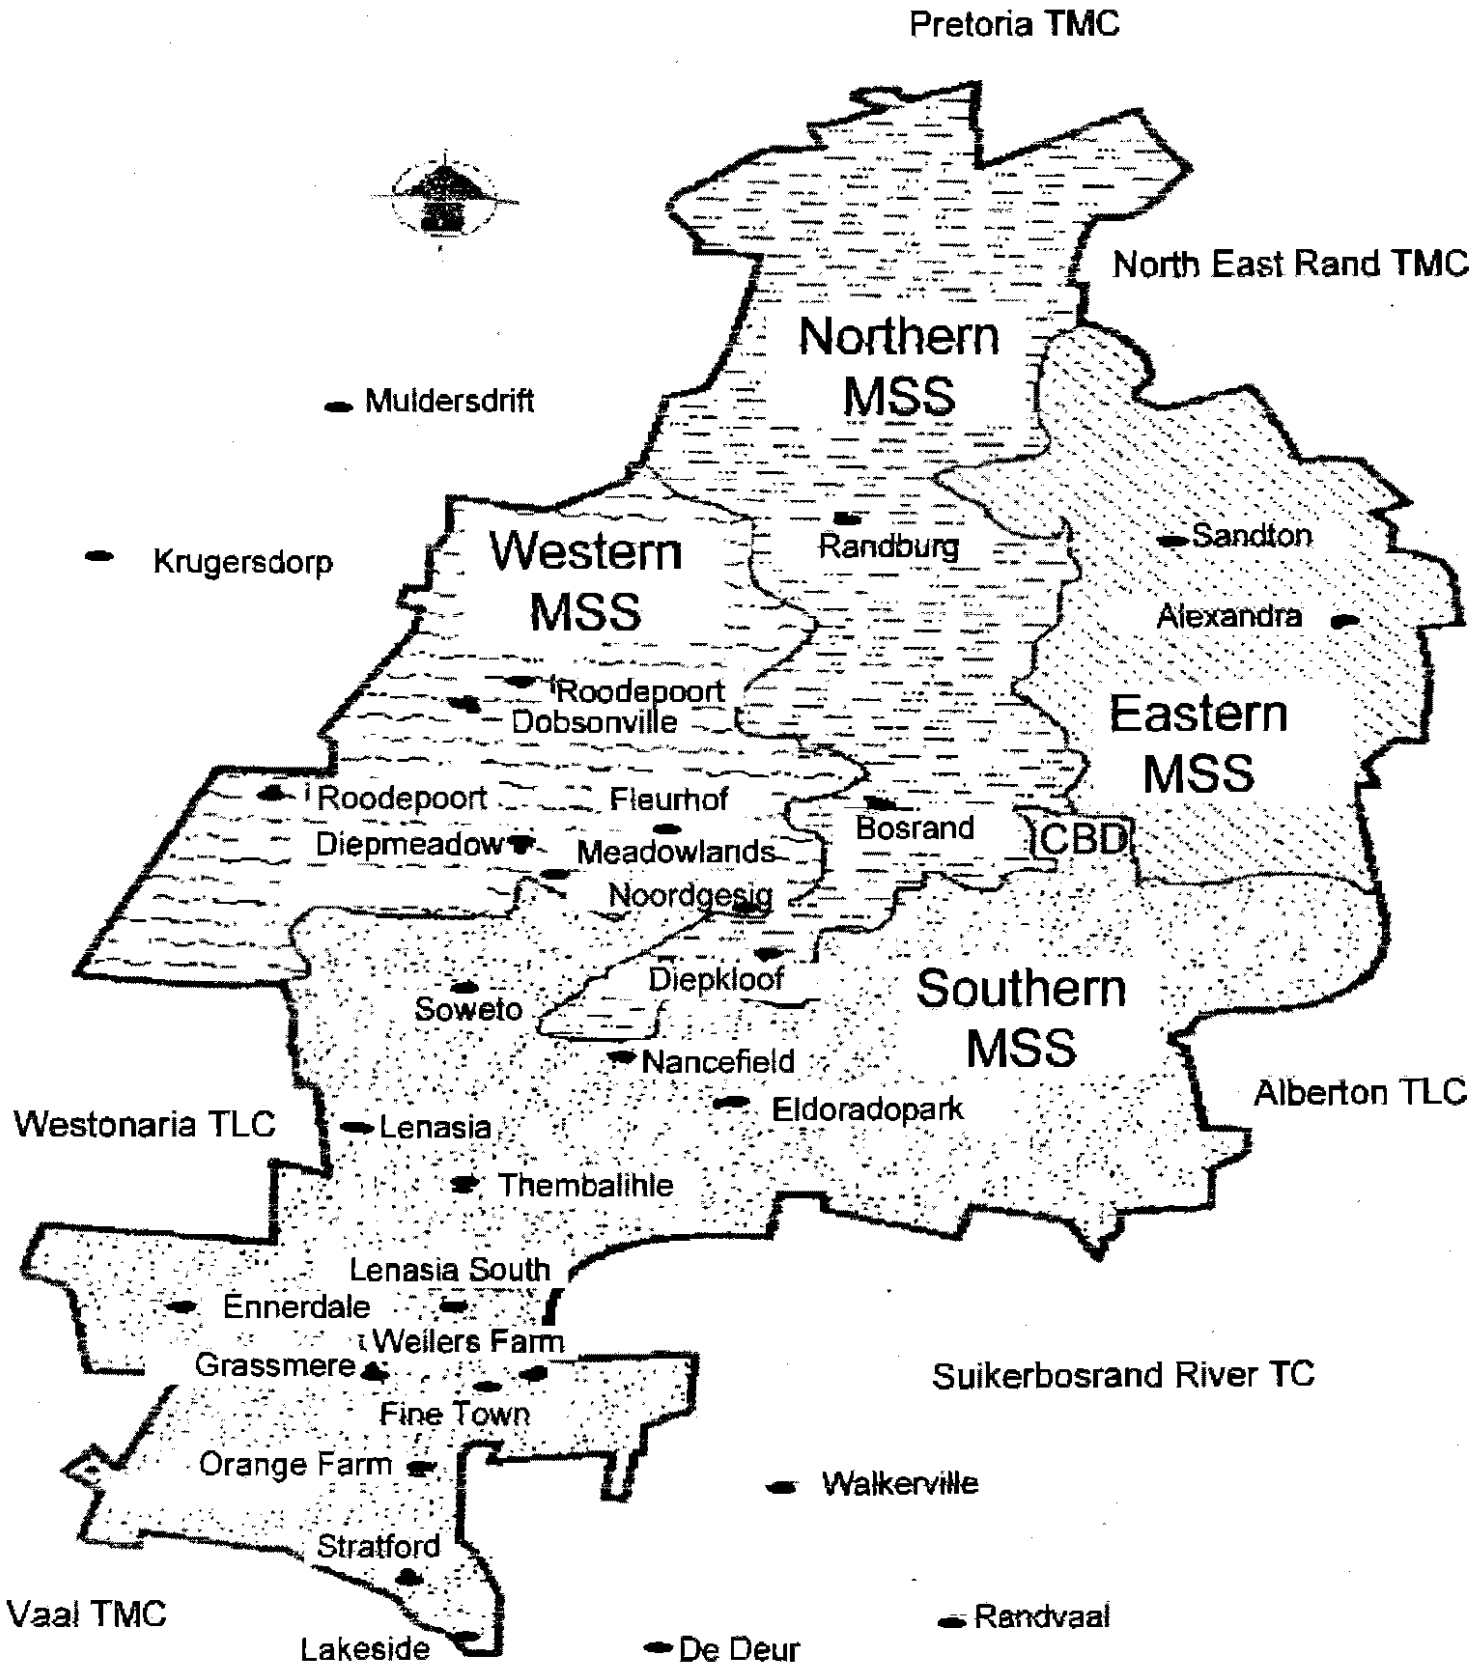 Pretoria TMC
North East Rand TMC
Northern
MSS
Muldersdrift
Randburg
Sandton
Western
MSS
Krugersdorp
Alexandra
Roodepoort
Dobsonville
Eastern
MSS
Roodepoort
Fleurhof
Bosrand
CBD
Diepmeadow
Meadowlands
Noordgesig
Diepkloof
Soweto
Southern
MSS
Nancefield
Alberton TLC
Eldoradopark
Westonaria TLC
Lenasia
Thembalihle
Lenasia South
Ennerdale
Weilers Farm
Grassmere
Suikerbosrand River TC
Fine Town
Orange Farm
Walkerville
Stratford
Vaal TMC
Randvaal
Lakeside
De Deur